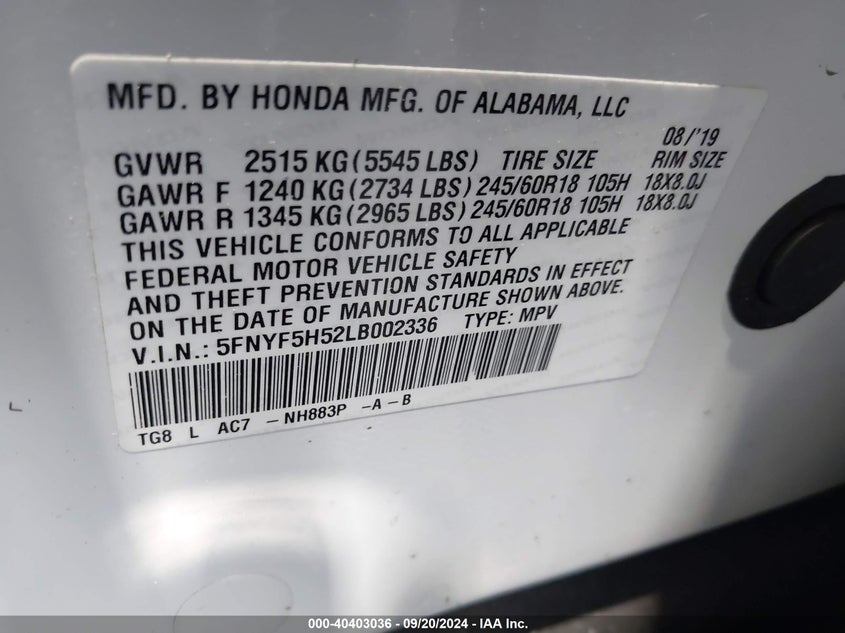 MFD. BY HONDA MFG. OF ALABAMA, LLC
08/'19
GVWR 2515 KG (5545 LBS) TIRE SIZE RIM SIZE
GAWR F 1240 KG (2734 LBS) 245/60R18 105H 18X8.0J
GAWR R 1345 KG (2965 LBS) 245/60R18 105H 18X8.0J
THIS VEHICLE CONFORMS TO ALL APPLICABLE
FEDERAL MOTOR VEHICLE SAFETY
AND THEFT PREVENTION STANDARDS IN EFFECT
ON THE DATE OF MANUFACTURE SHOWN ABOVE.
V.I.N.: 5FNYF5H52LB002336 TYPE: MPV
TG8 L AC7 -NH883P -A-B
000-40403036 - 09/20/2024 - IAA Inc.